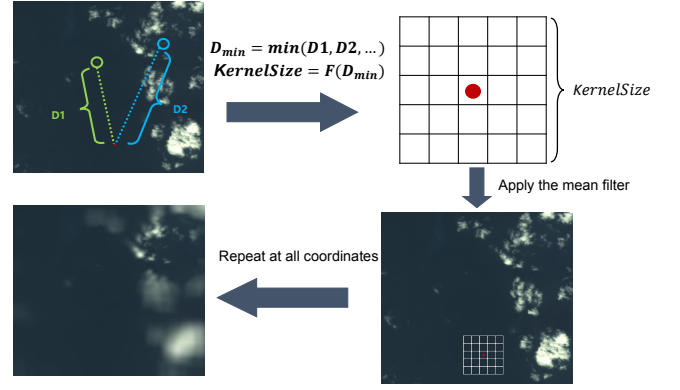 D1
D2
D_min = min(D1, D2, ...)
KernelSize = F(D_min)
KernelSize
Apply the mean filter
Repeat at all coordinates